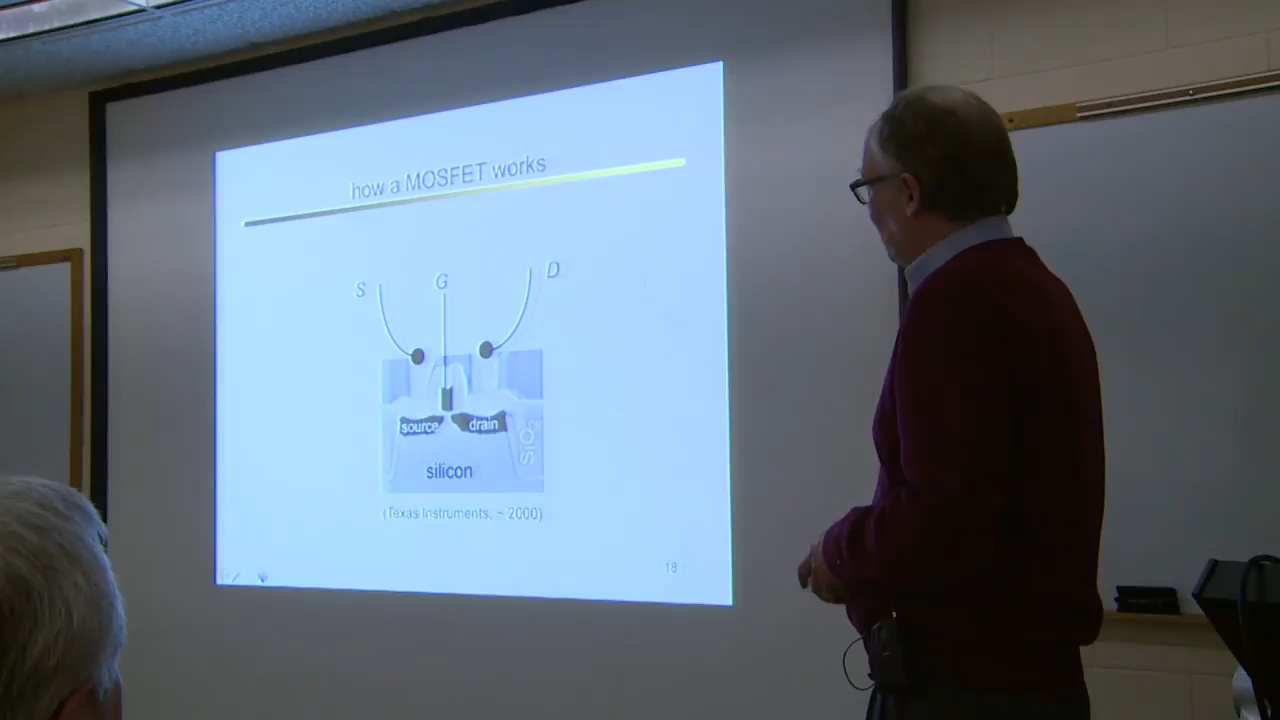 how a MOSFET works
S
G
D
source
drain
SiO2
silicon
(Texas Instruments, ~ 2000)
18